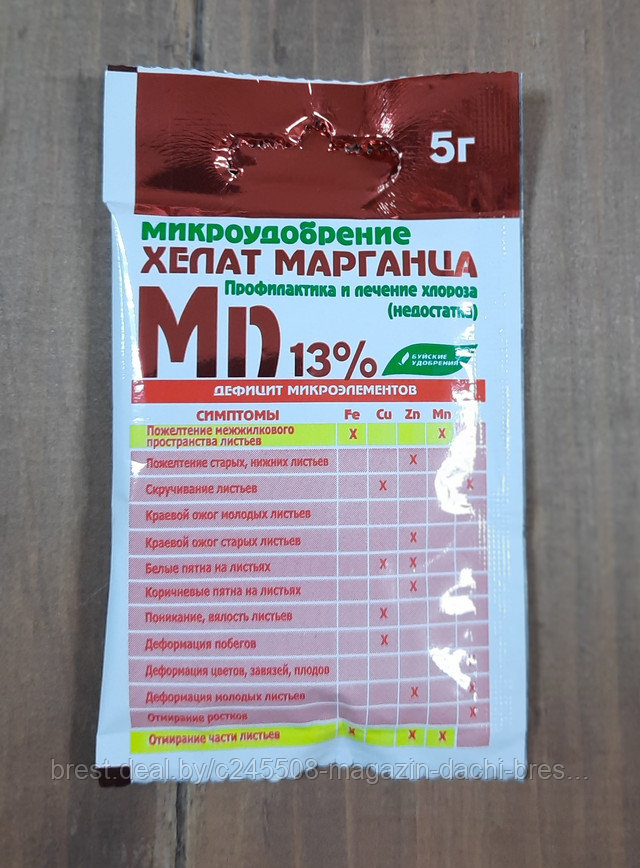 5г
МИКРОУДОБРЕНИЕ
ХЕЛАТ МАРГАНЦА
Профилактика и лечение хлороза
(недостатка)
Mn 13%
БУЙСКИЕ
УДОБРЕНИЯ
ДЕФИЦИТ МИКРОЭЛЕМЕНТОВ
СИМПТОМЫ Fe Cu Zn Mn
Пожелтение межжилкового
пространства листьев X X
Пожелтение старых, нижних листьев X
Скручивание листьев X X
Краевой ожог молодых листьев
Краевой ожог старых листьев X
Белые пятна на листьях X X
Коричневые пятна на листьях X
Поникание, вялость листьев X
Деформация побегов X
Деформация цветов, завязей, плодов
Деформация молодых листьев X X
Отмирание ростков X
Отмирание части листьев X X X
brest.deal.by/c245508-magazin-dachi-bres...